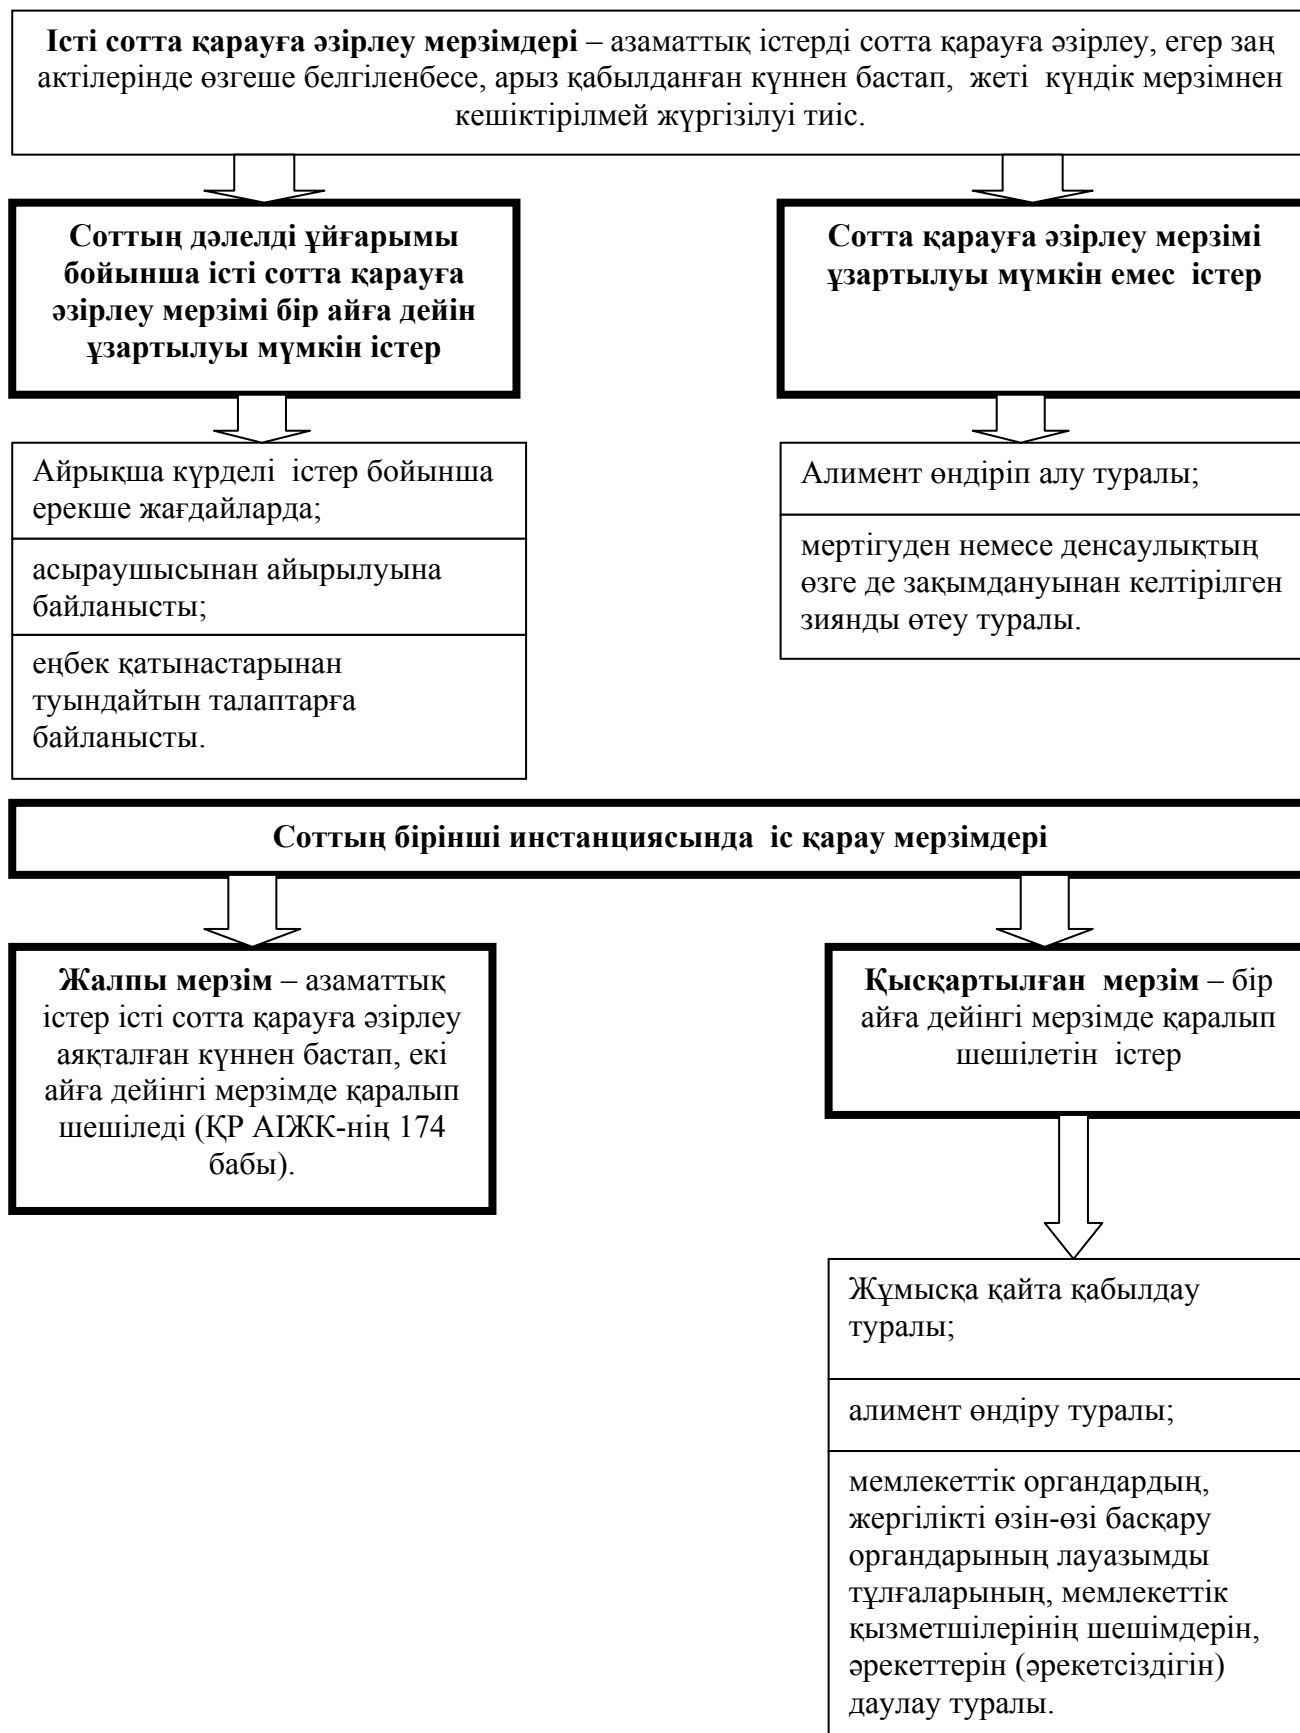 Істі сотта қарауға әзірлеу мерзімдері – азаматтық істерді сотта қарауға әзірлеу, егер заң
актілерінде өзгеше белгіленбесе, арыз қабылданған күннен бастап, жеті күндік мерзімнен
кешіктірілмей жүргізілуі тиіс.
Соттың дәлелді ұйғарымы
бойынша істі сотта қарауға
әзірлеу мерзімі бір айға дейін
ұзартылуы мүмкін істер
Сотта қарауға әзірлеу мерзімі
ұзартылуы мүмкін емес істер
Айрықша күрделі істер бойынша
ерекше жағдайларда;
асыраушысынан айырылуына
байланысты;
еңбек қатынастарынан
туындайтын талаптарға
байланысты.
Алимент өндіріп алу туралы;
мертігуден немесе денсаулықтың
өзге де зақымдануынан келтірілген
зиянды өтеу туралы.
Соттың бірінші инстанциясында іс қарау мерзімдері
Жалпы мерзім – азаматтық
істер істі сотта қарауға әзірлеу
аяқталған күннен бастап, екі
айға дейінгі мерзімде қаралып
шешіледі (ҚР АІЖК-нің 174
бабы).
Қысқартылған мерзім – бір
айға дейінгі мерзімде қаралып
шешілетін істер
Жұмысқа қайта қабылдау
туралы;
алимент өндіру туралы;
мемлекеттік органдардың,
жергілікті өзін-өзі басқару
органдарының лауазымды
тұлғаларының, мемлекеттік
қызметшілерінің шешімдерін,
әрекеттерін (әрекетсіздігін)
даулау туралы.